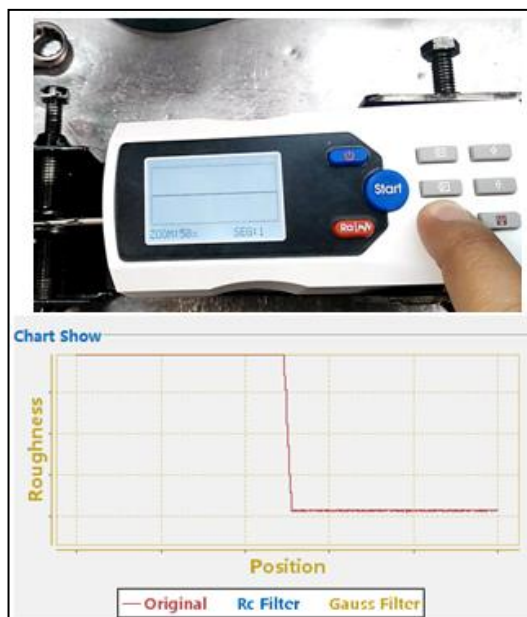 Start
Ra
ZOOM:50x SEG:1
Chart Show
Roughness
Position
Original Rc Filter Gauss Filter